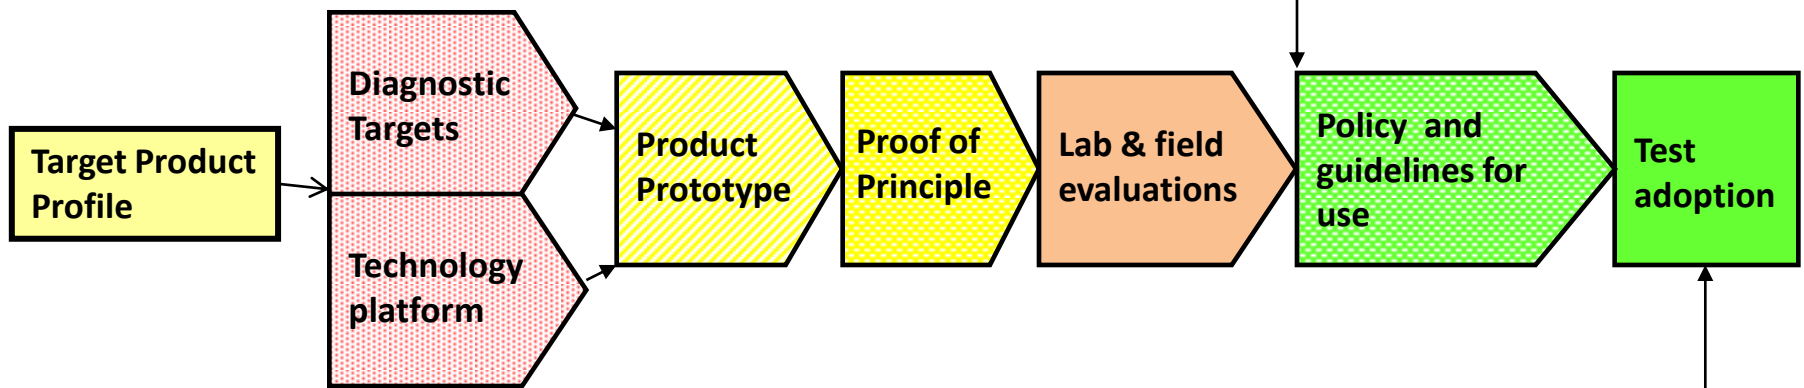 Target Product
Profile
Diagnostic
Targets
Technology
platform
Product
Prototype
Proof of
Principle
Lab & field
evaluations
Policy  and
guidelines for
use
Test
adoption